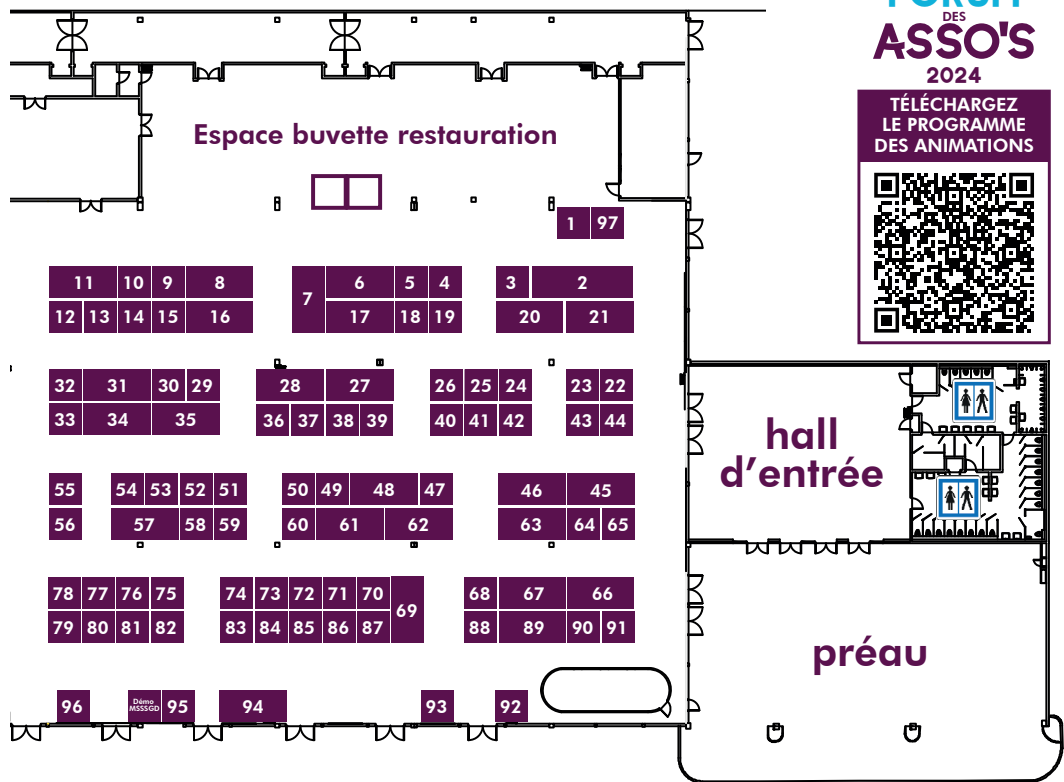 FORUM
DES
ASSO'S
2024
TÉLÉCHARGEZ
LE PROGRAMME
DES ANIMATIONS
Espace buvette restauration
1 97
11 10 9 8 7 6 5 4 3 2
12 13 14 15 16 17 18 19 20 21
32 31 30 29 28 27 26 25 24 23 22
33 34 35 36 37 38 39 40 41 42 43 44
hall
d'entrée
55 54 53 52 51 50 49 48 47 46 45
56 57 58 59 60 61 62 63 64 65
78 77 76 75 74 73 72 71 70 69 68 67 66
79 80 81 82 83 84 85 86 87 88 89 90 91
préau
96 Démo
MSSSGD 95 94 93 92